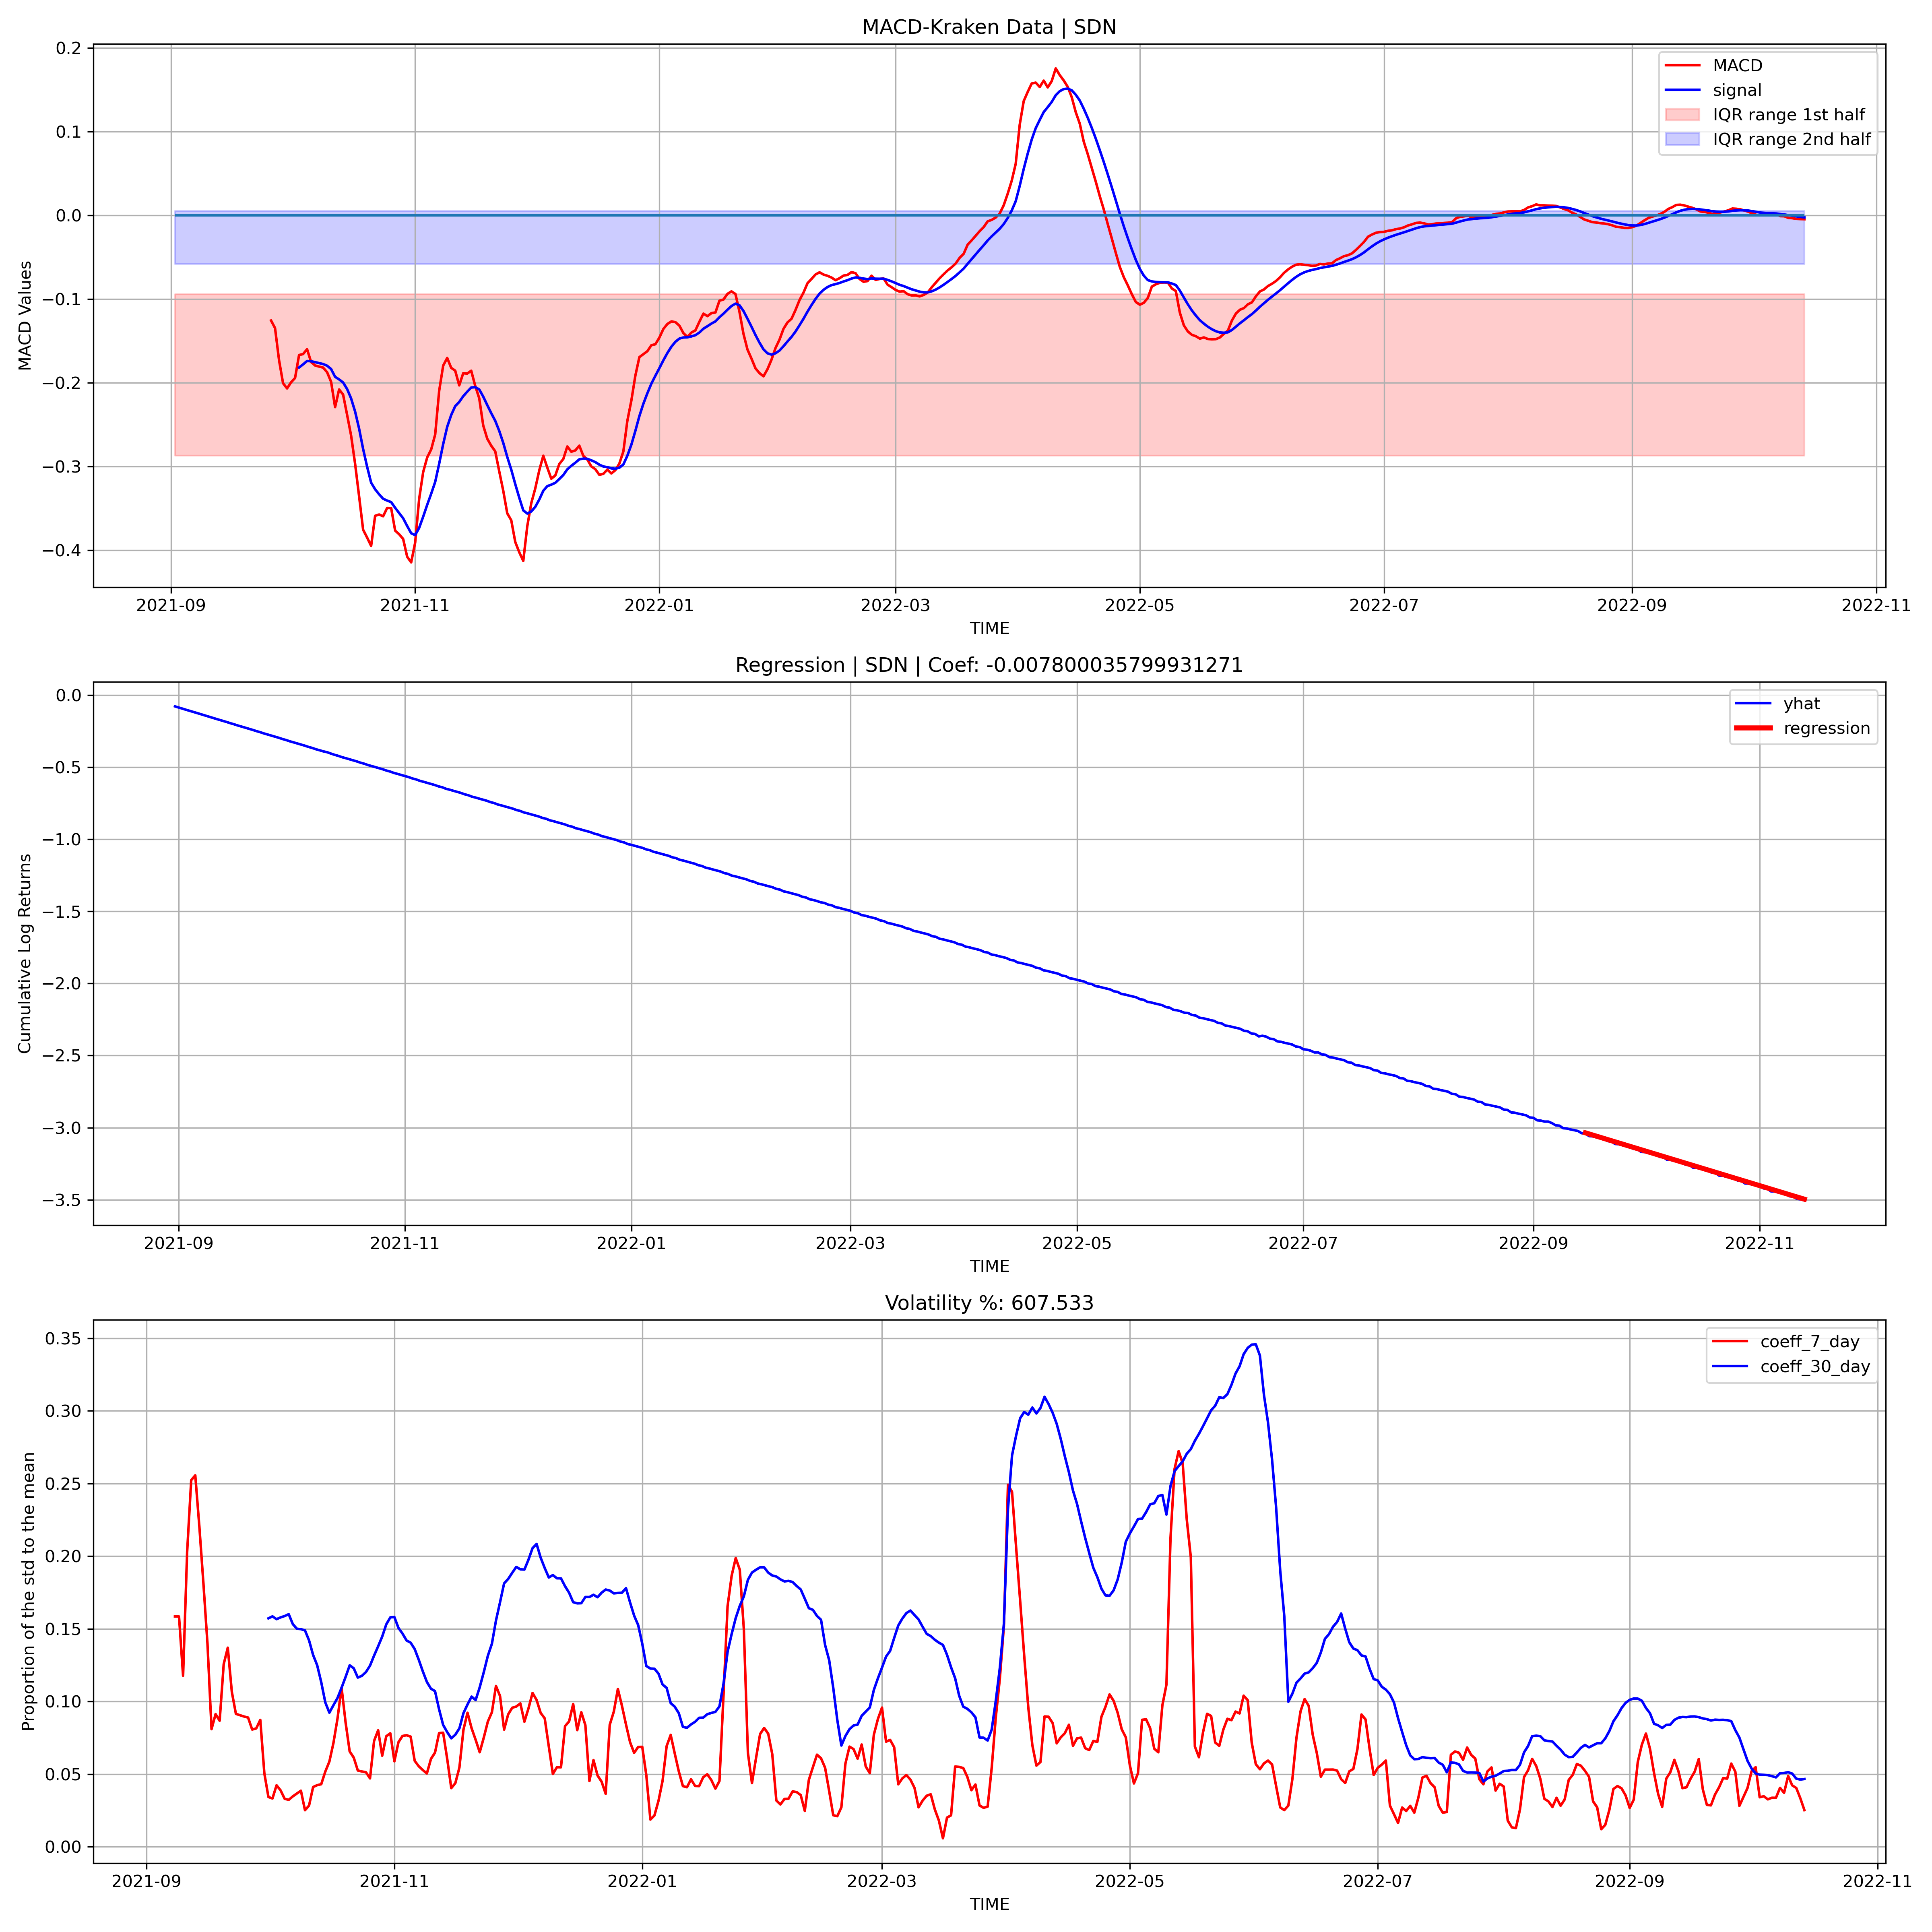 MACD-Kraken Data | SDN
0.2
0.1
0.0
−0.1
−0.2
−0.3
−0.4
MACD Values
MACD
signal
IQR range 1st half
IQR range 2nd half
2021-09 2021-11 2022-01 2022-03 2022-05 2022-07 2022-09 2022-11
TIME
Regression | SDN | Coef: -0.007800035799931271
0.0
−0.5
−1.0
−1.5
−2.0
−2.5
−3.0
−3.5
Cumulative Log Returns
yhat
regression
2021-09 2021-11 2022-01 2022-03 2022-05 2022-07 2022-09 2022-11
TIME
Volatility %: 607.533
0.35
0.30
0.25
0.20
0.15
0.10
0.05
0.00
Proportion of the std to the mean
coeff_7_day
coeff_30_day
2021-09 2021-11 2022-01 2022-03 2022-05 2022-07 2022-09 2022-11
TIME